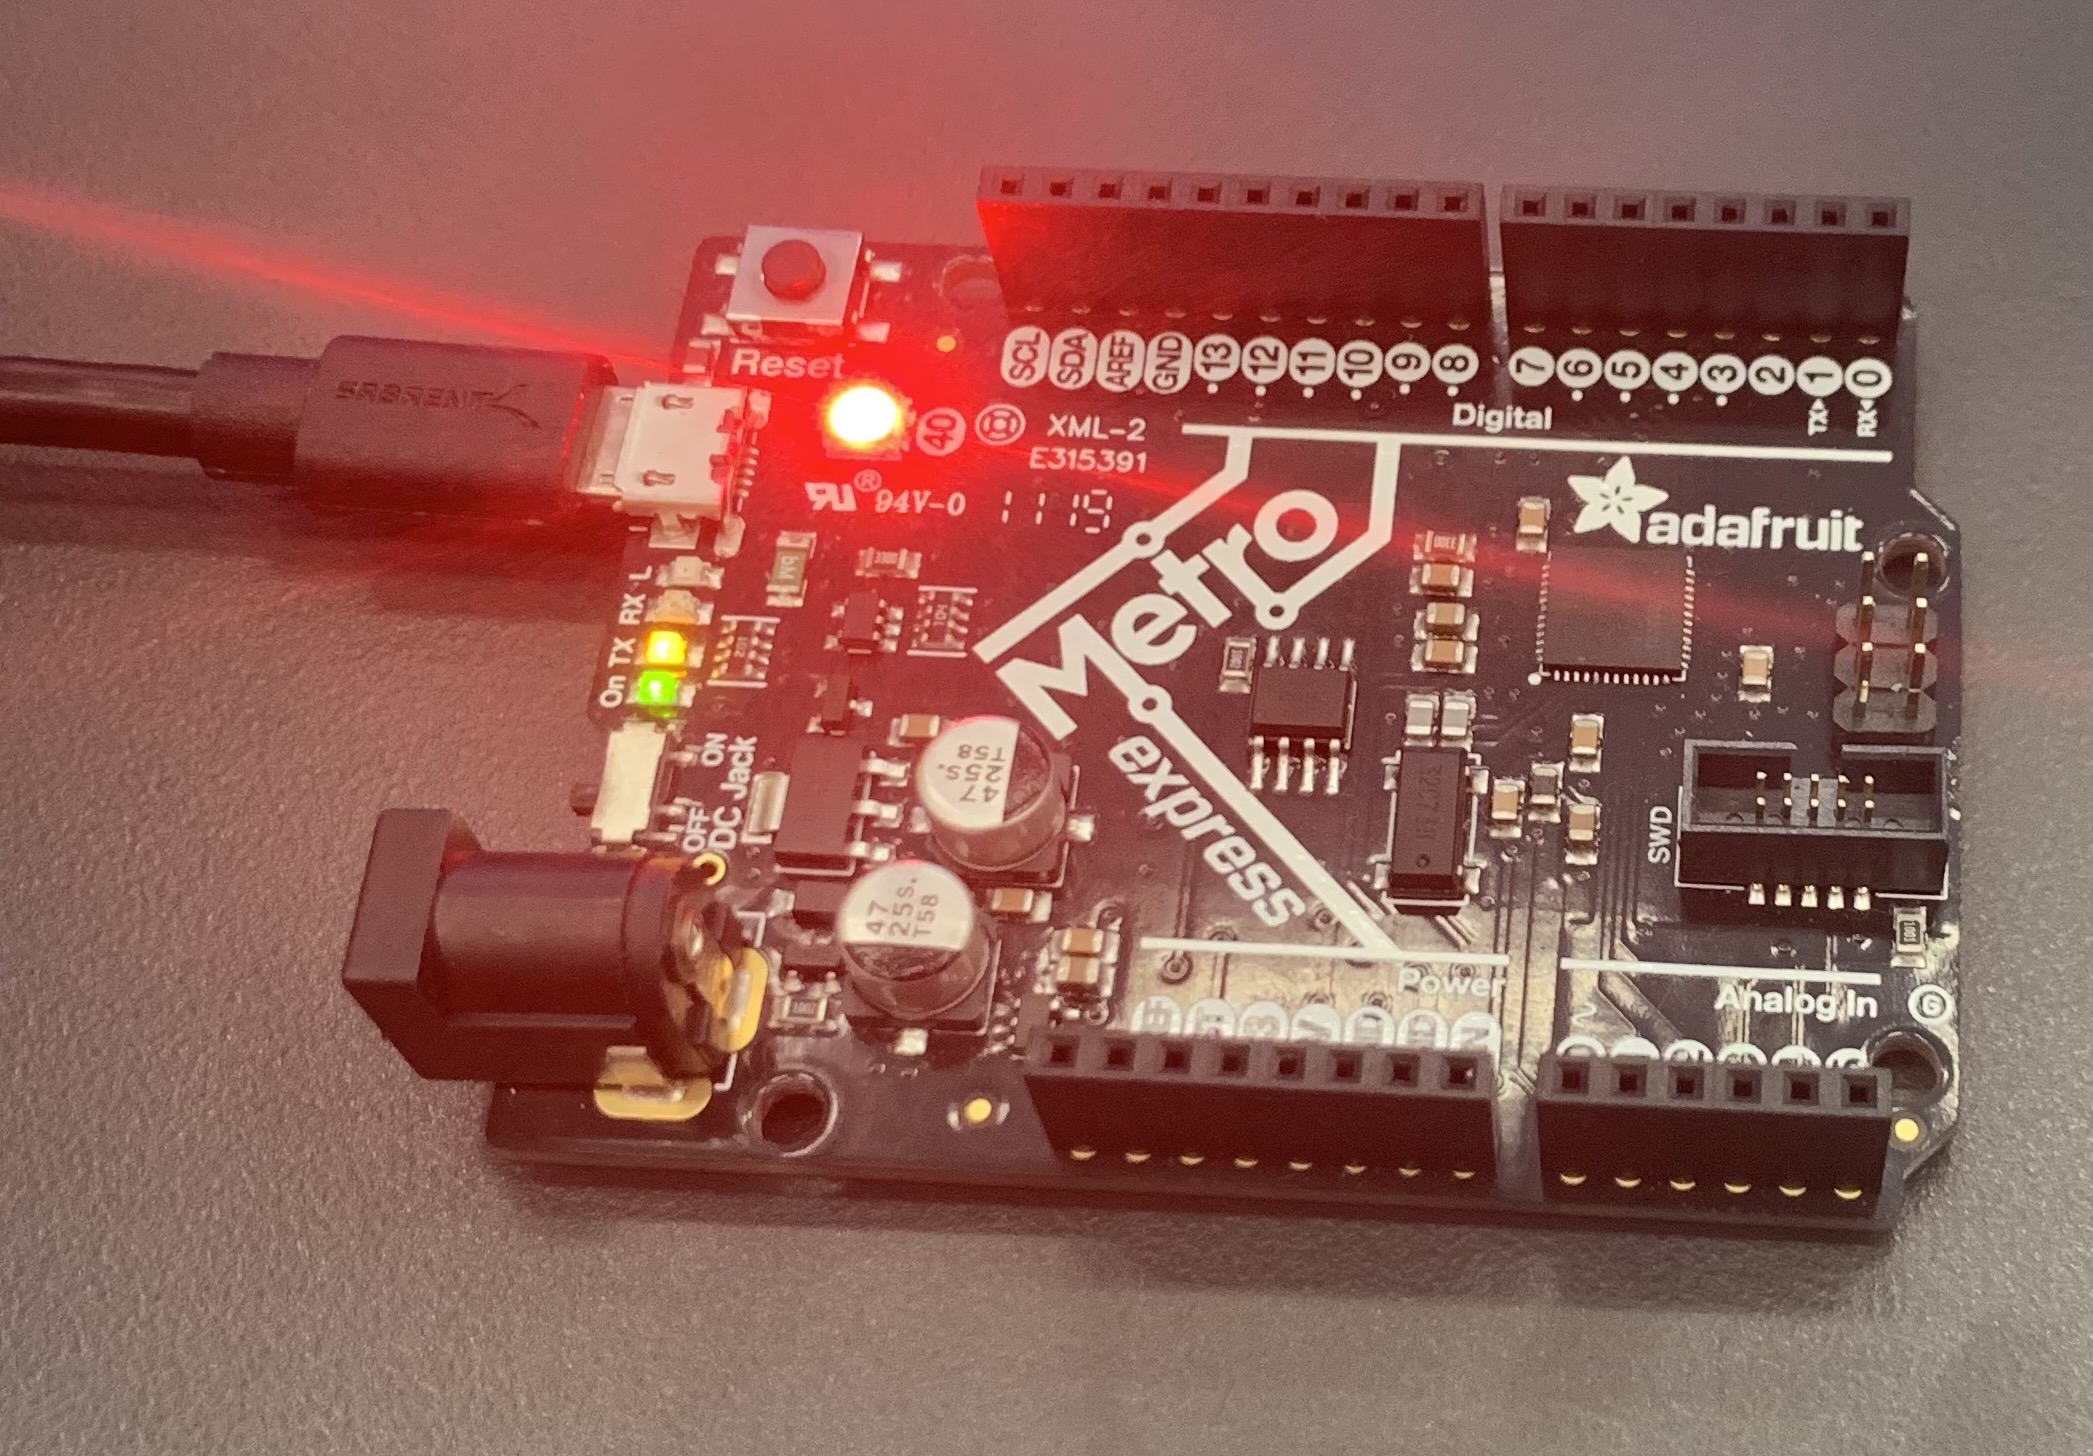 SABRENT
Reset
SCL SDA AREF GND 13 12 11 10 9 8 7 6 5 4 3 2 TX▸1 RX◂0
Digital
40
XML-2
E315391
94V-0
1119
Metro
express
adafruit
L
RX
TX
On
OFF ON
DC Jack
47
25S.
T58
47
25S.
T58
SWD
Power
Analog In